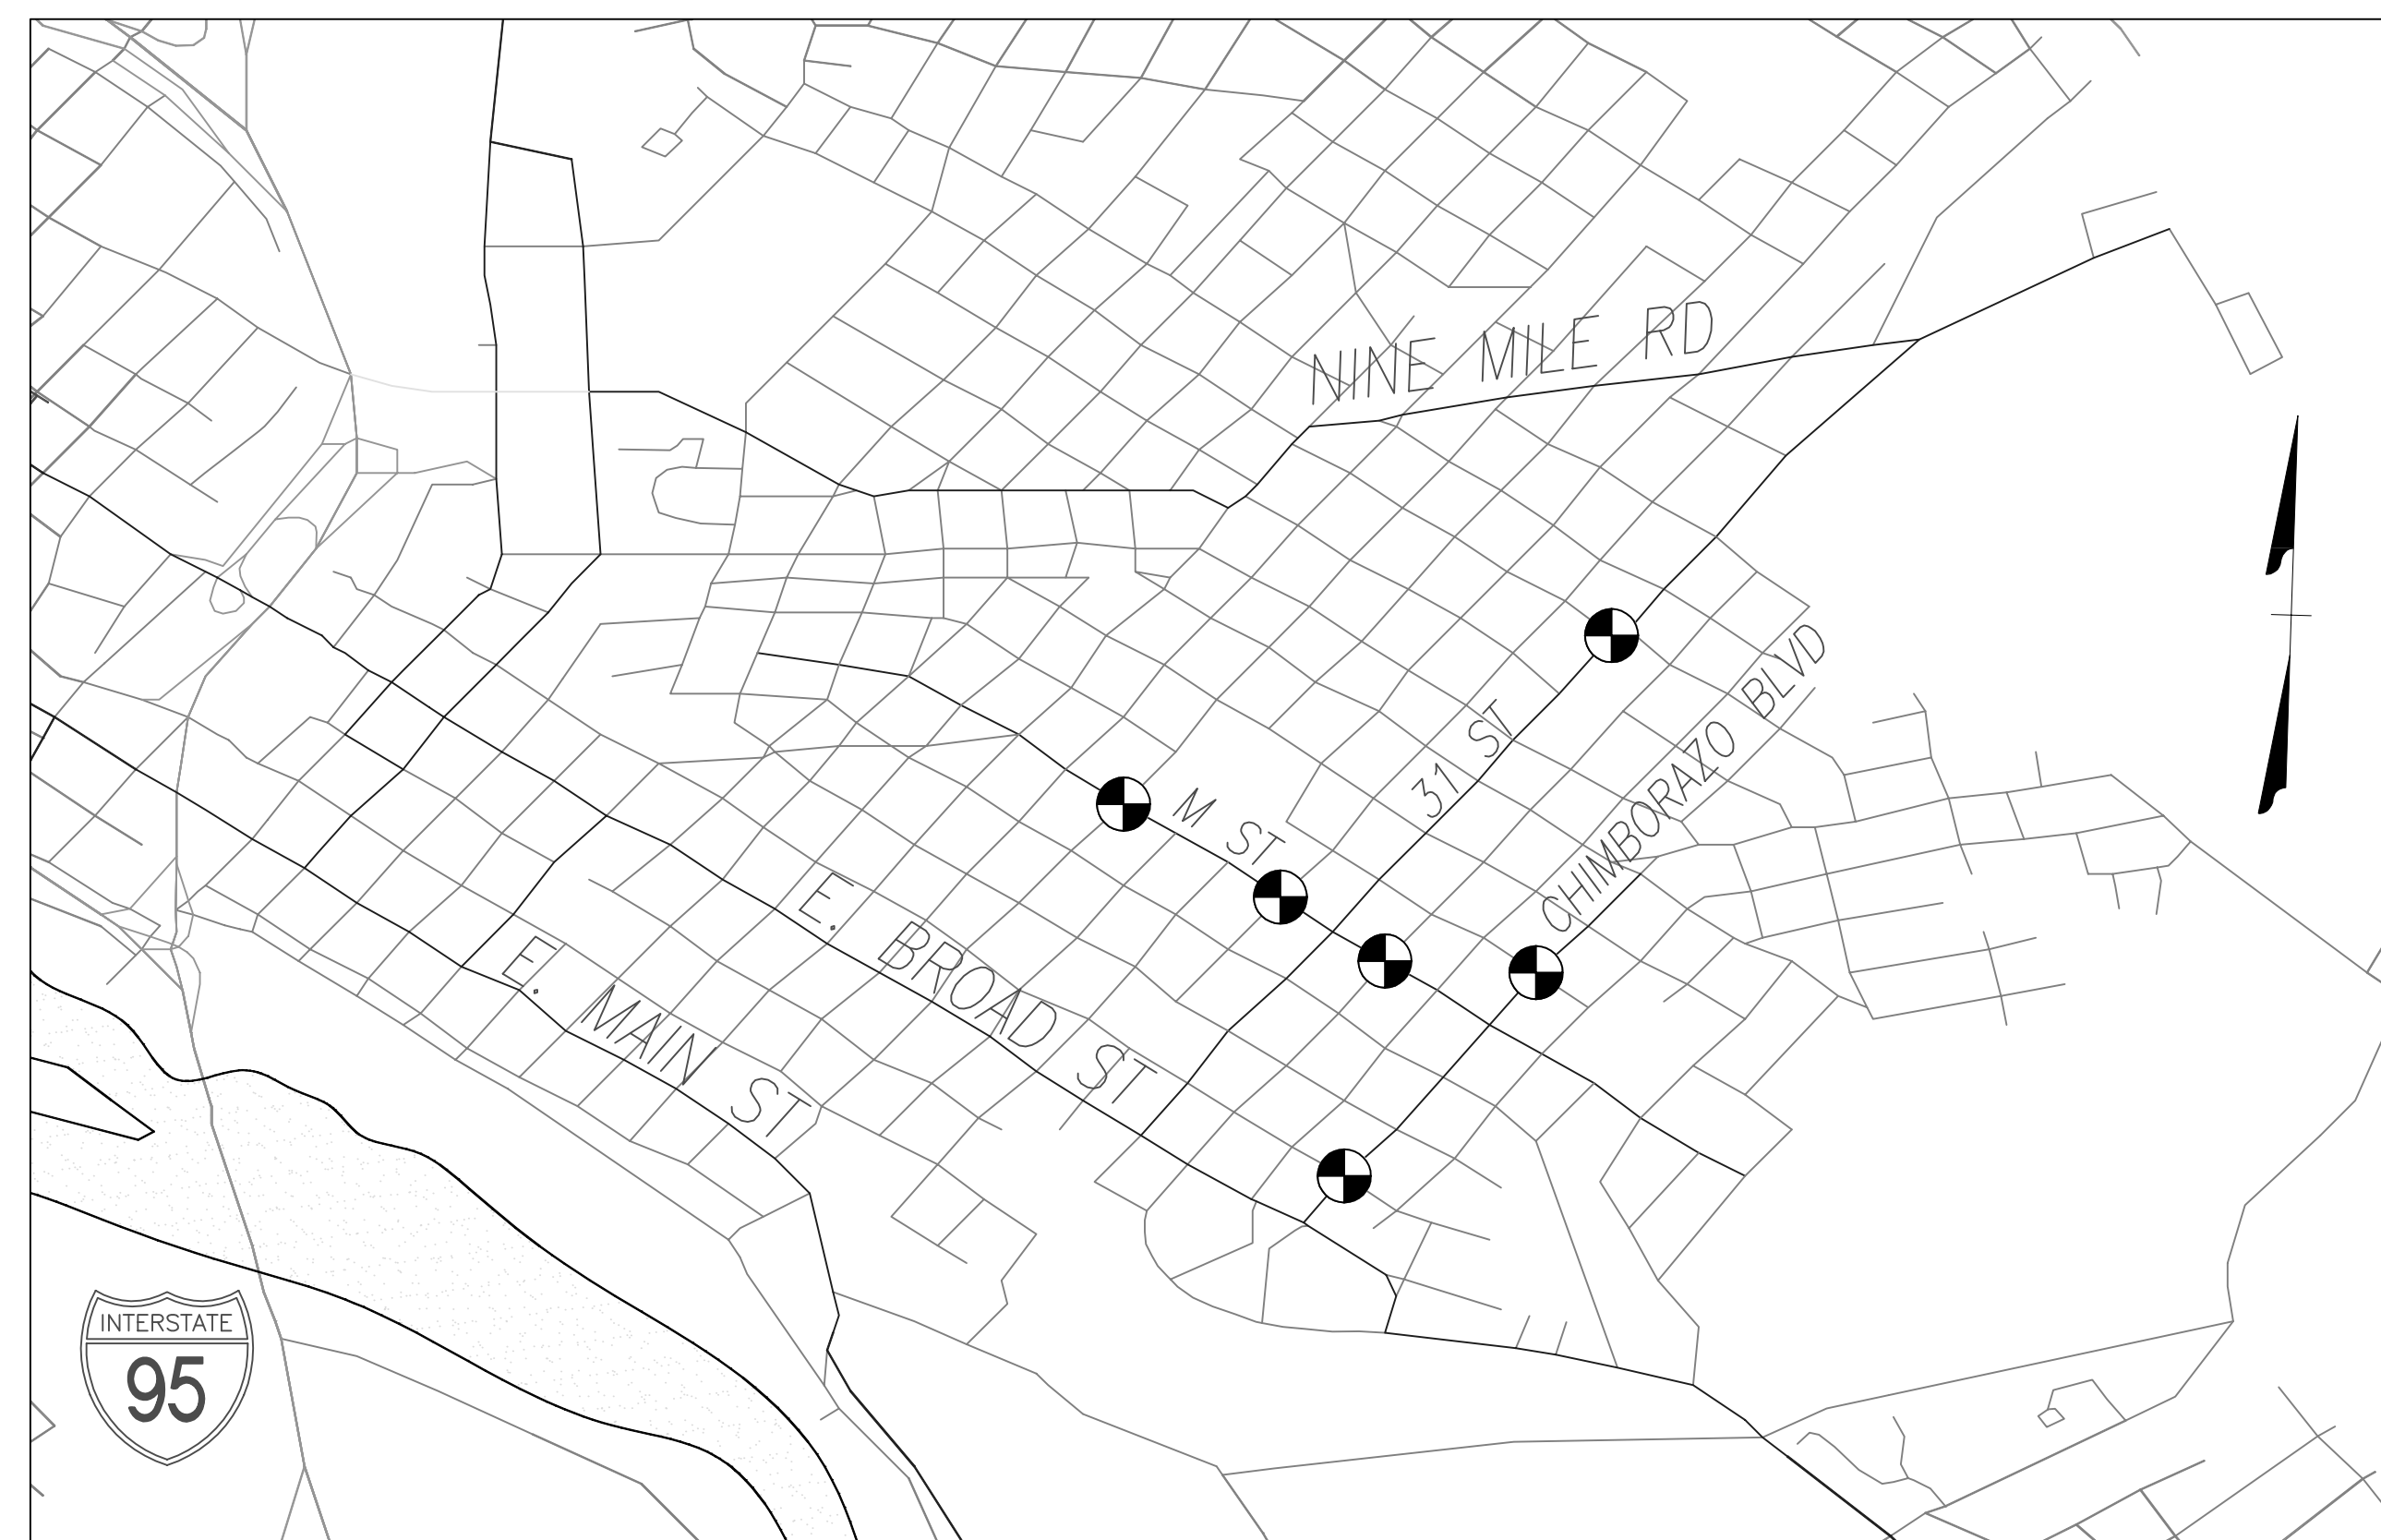 NINE MILE RD
31 ST
CHIMBORAZO BLVD
M ST
E. BROAD ST
E. MAIN ST
INTERSTATE
95